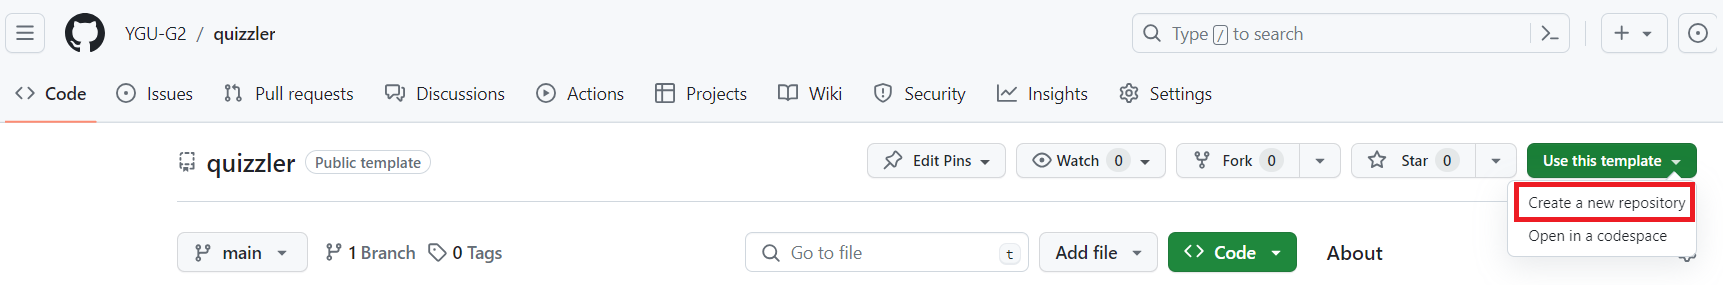 YGU-G2 / quizzler
Type / to search
Code Issues Pull requests Discussions Actions Projects Wiki Security Insights Settings
quizzler Public template
Edit Pins Watch 0 Fork 0 Star 0 Use this template
Create a new repository
Open in a codespace
main 1 Branch 0 Tags Go to file t Add file Code About